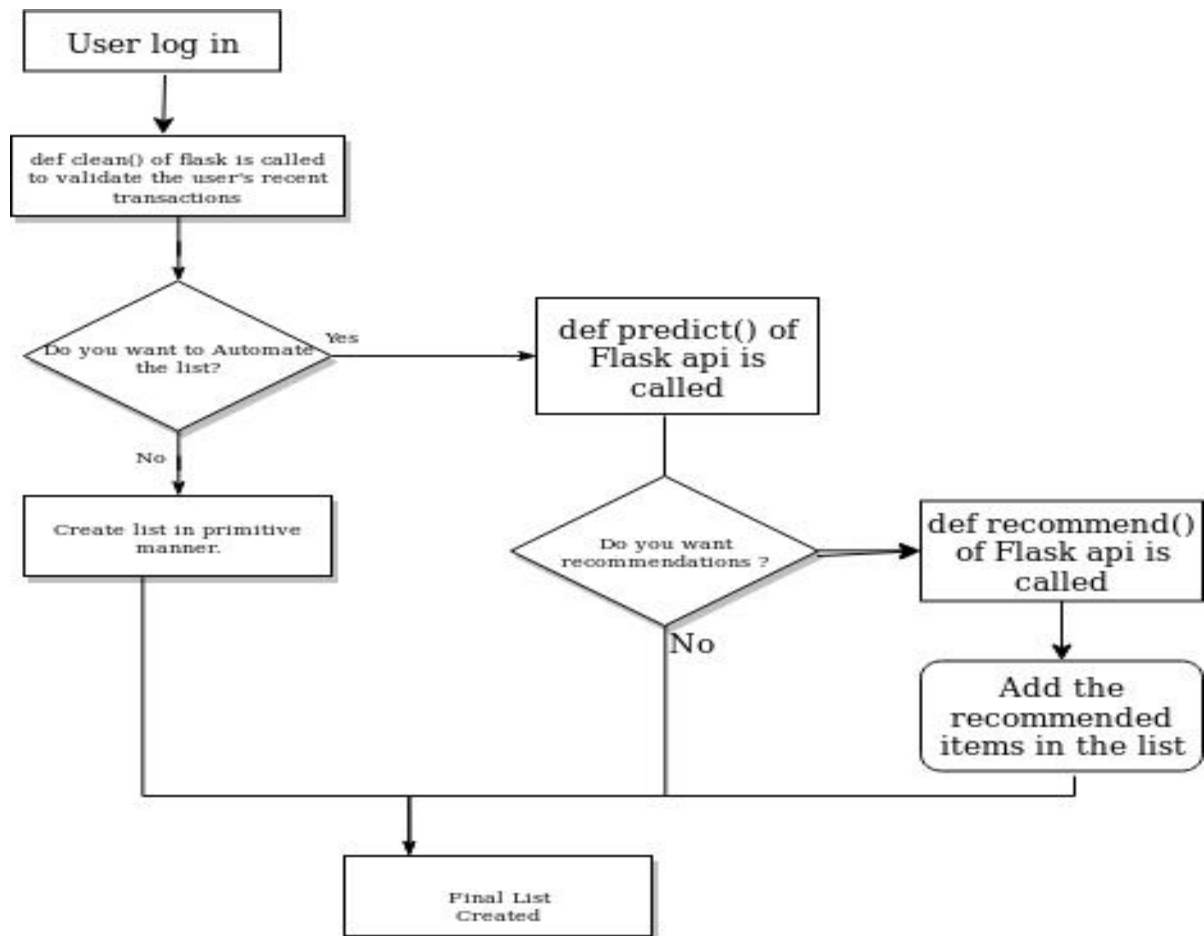 User log in
def clean() of flask is called
to validate the user's recent
transactions
Do you want to Automate
the list?
Yes
No
def predict() of
Flask api is
called
Create list in primitive
manner.
Do you want
recommendations ?
No
def recommend()
of Flask api is
called
Add the
recommended
items in the list
Final List
Created